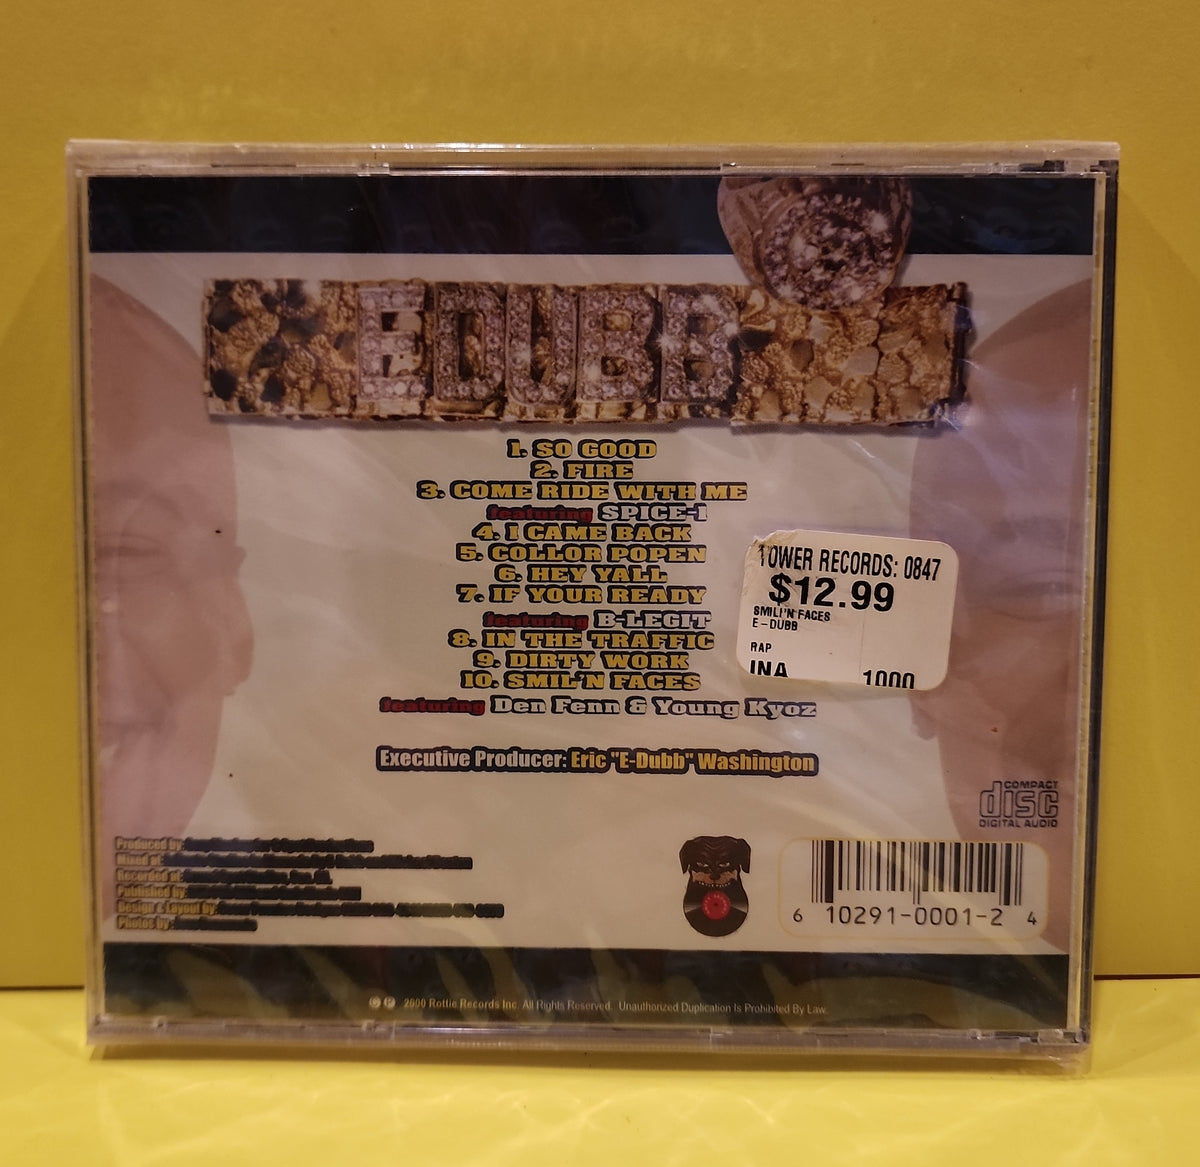 EDUBB
1. SO GOOD
2. FIRE
3. COME RIDE WITH ME
featuring SPICE-1
4. I CAME BACK
5. COLLOR POPEN
6. HEY YALL
7. IF YOUR READY
featuring B-LEGIT
8. IN THE TRAFFIC
9. DIRTY WORK
10. SMIL'N FACES
featuring Den Fenn & Young Kyoz
Executive Producer: Eric "E-Dubb" Washington
TOWER RECORDS: 0847
$12.99
SMILI'N FACES
E-DUBB
RAP
INA 1000
COMPACT
disc
DIGITAL AUDIO
Produced by:
Mixed at:
Recorded at:
Published by:
Design & Layout by:
Photos by:
6 10291-0001-2 4
© ℗ 2000 Rottie Records Inc. All Rights Reserved. Unauthorized Duplication Is Prohibited By Law.